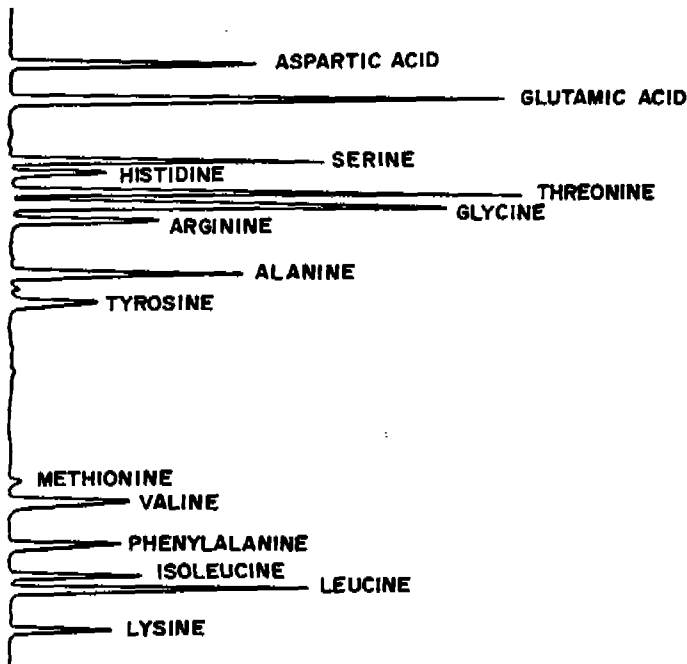 ASPARTIC ACID
GLUTAMIC ACID
SERINE
HISTIDINE
THREONINE
GLYCINE
ARGININE
ALANINE
TYROSINE
METHIONINE
VALINE
PHENYLALANINE
ISOLEUCINE
LEUCINE
LYSINE